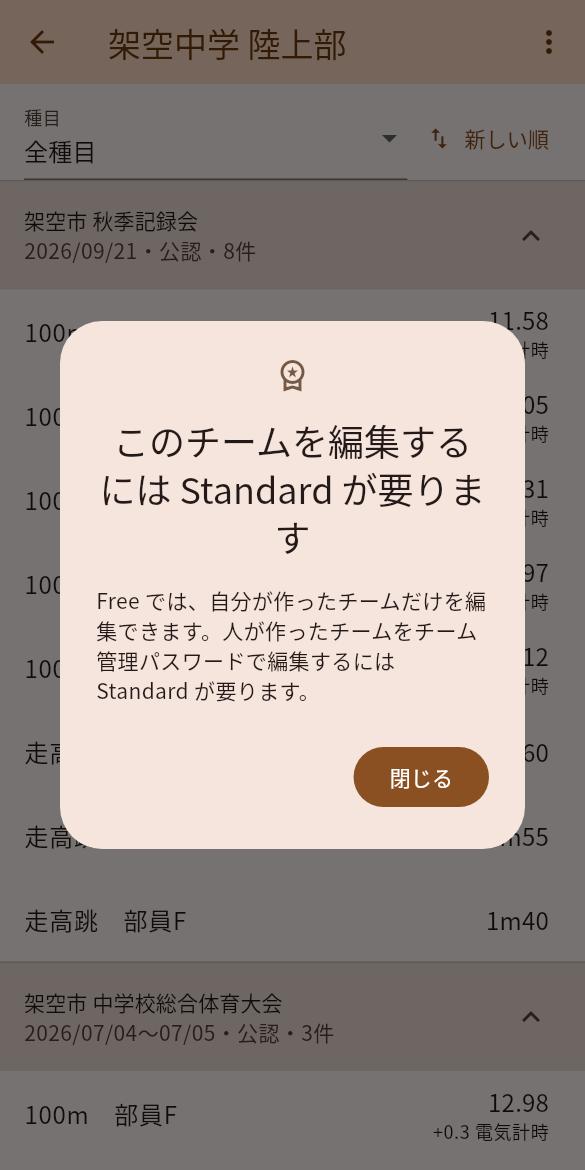 架空中学 陸上部
種目
全種目
新しい順
架空市 秋季記録会
2026/09/21・公認・8件
11.58
このチームを編集する
には Standard が要りま
す
Free では、自分が作ったチームだけを編
集できます。人が作ったチームをチーム
管理パスワードで編集するには
Standard が要ります。
閉じる
走高跳 部員F
1m40
架空市 中学校総合体育大会
2026/07/04〜07/05・公認・3件
100m 部員F
12.98
+0.3 電気計時